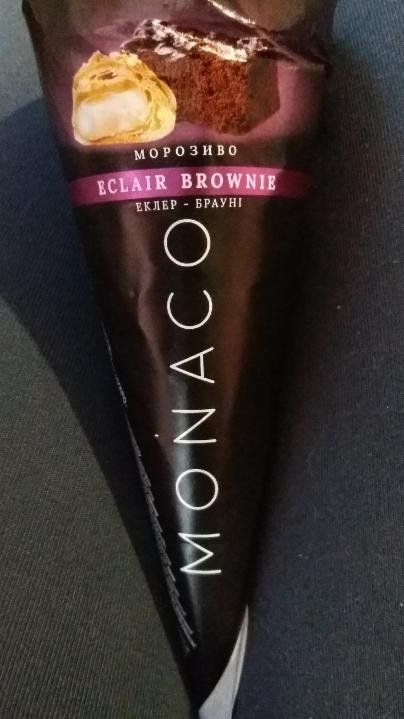 МОРОЗИВО
ECLAIR BROWNIE
ЕКЛЕР - БРАУНІ
MONACO